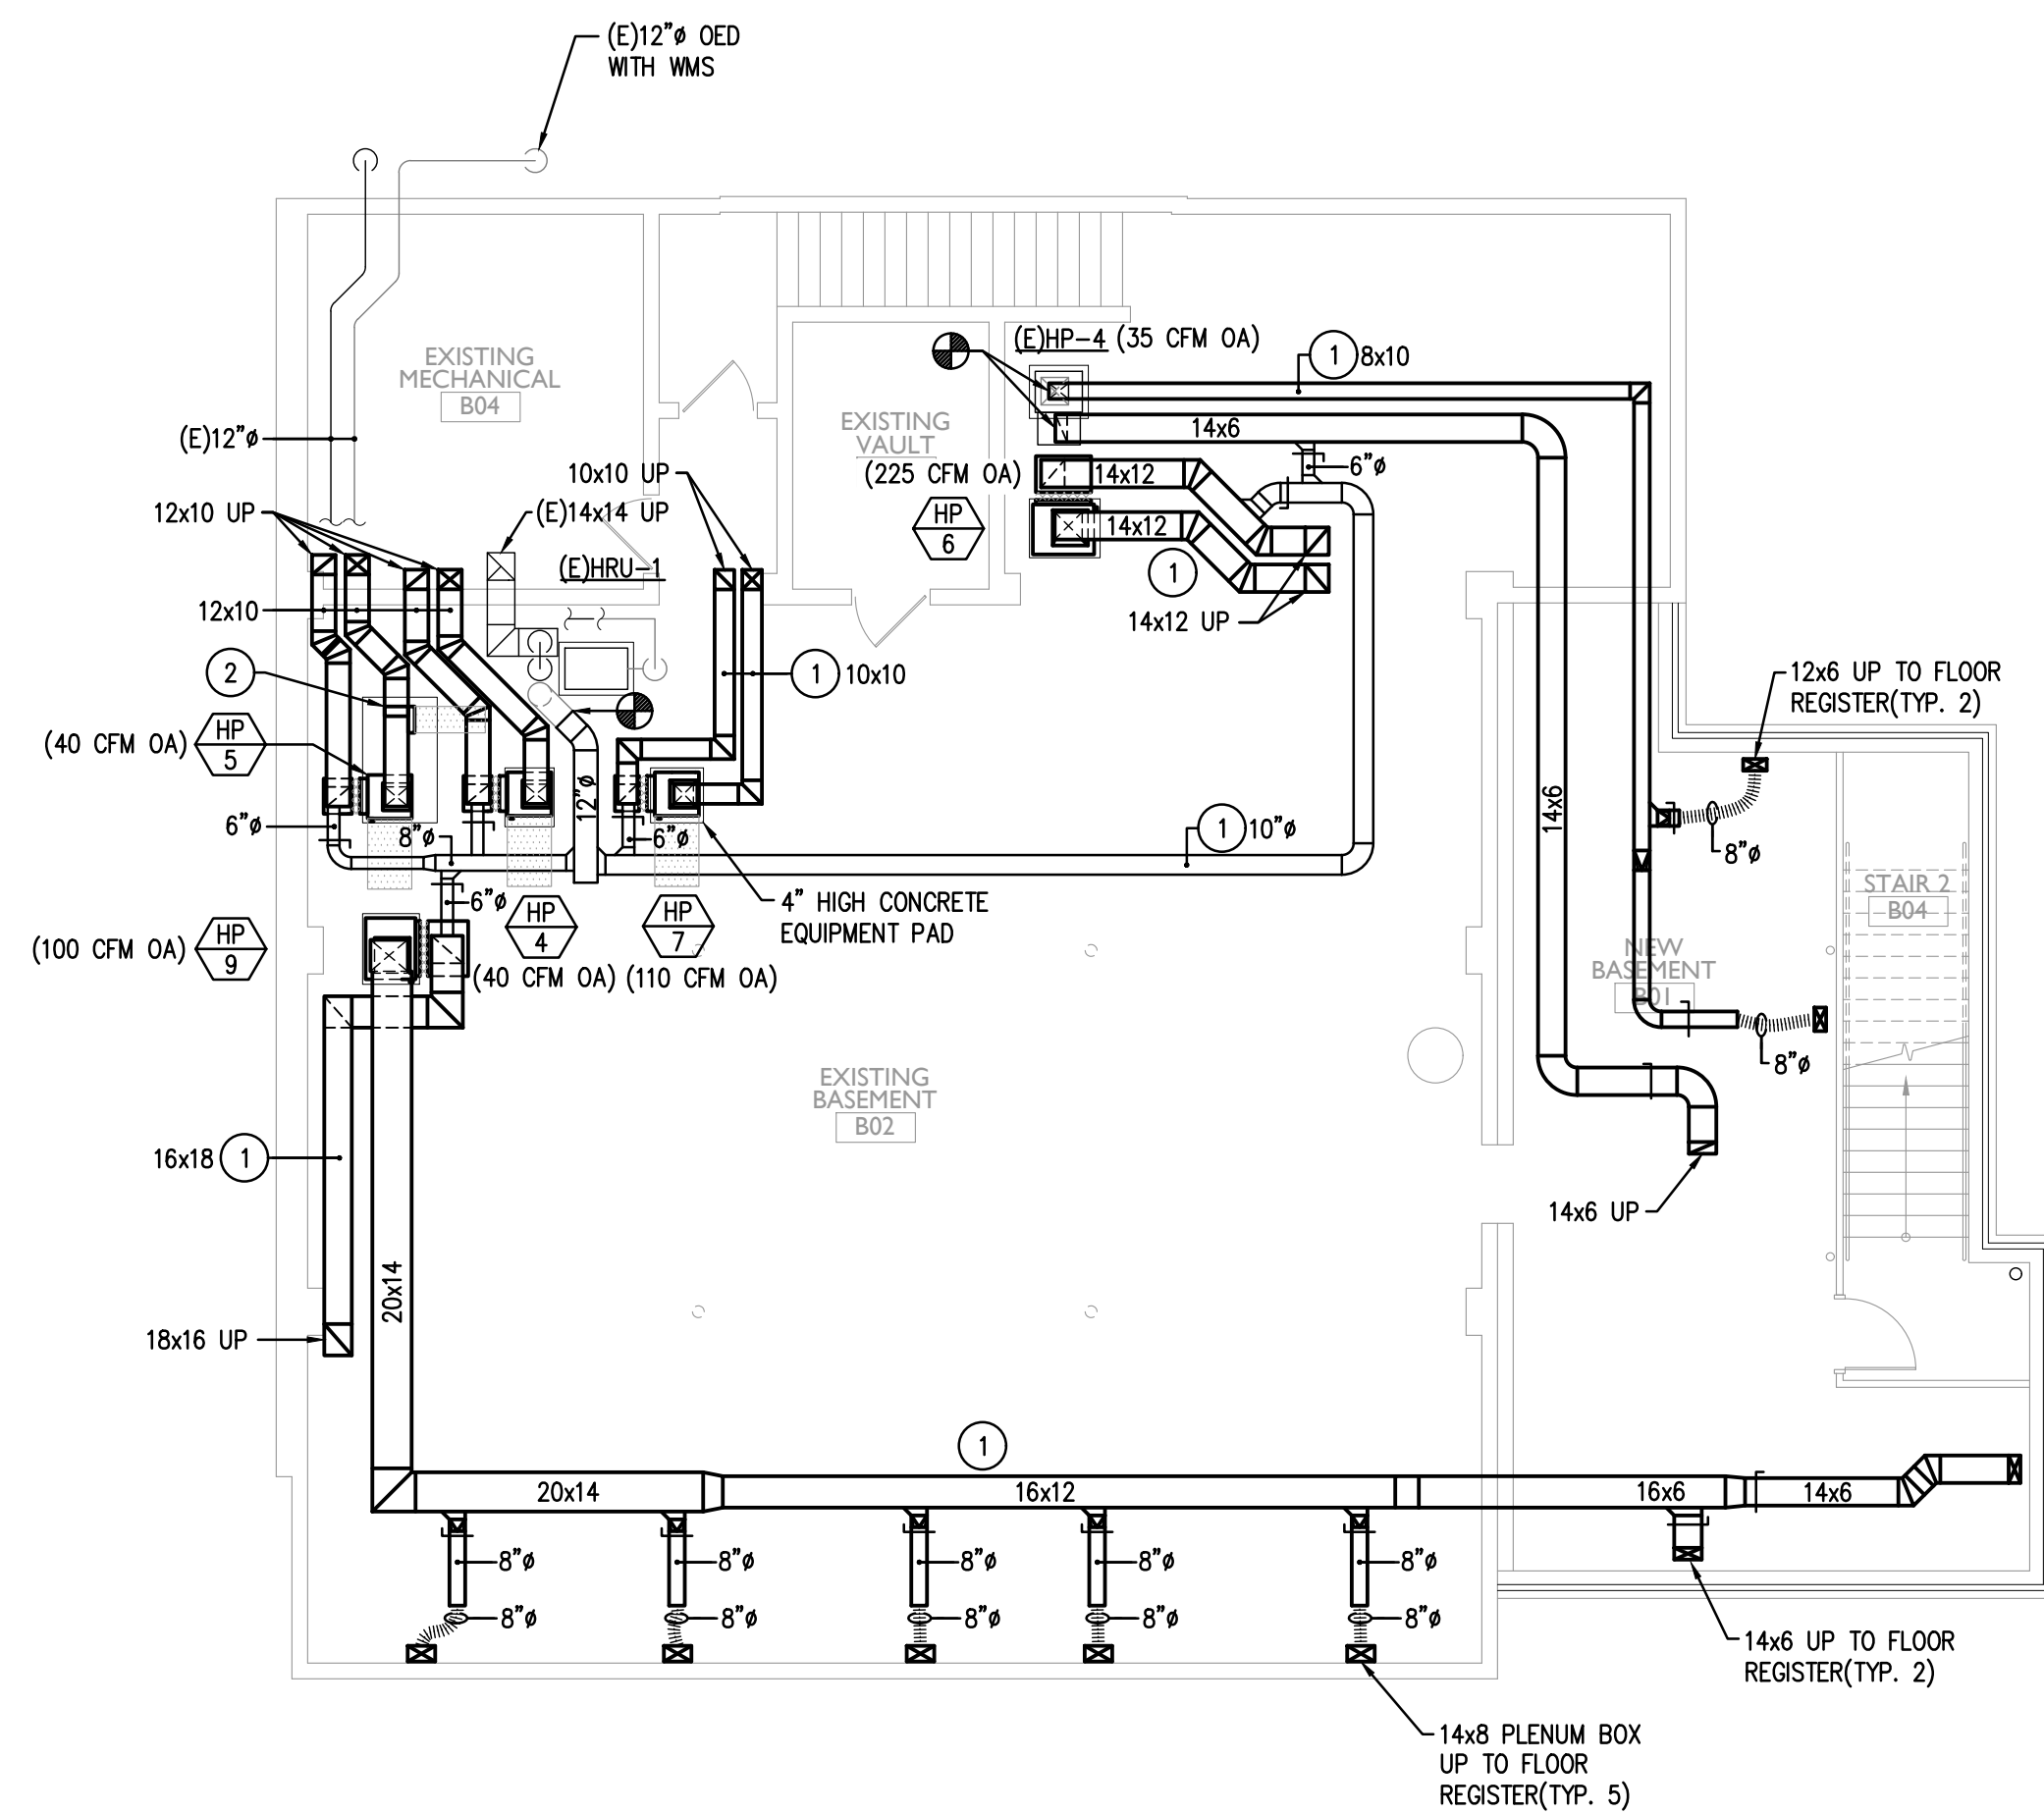 (E)12"ø OED
WITH WMS
(E)HP-4 (35 CFM OA)
1 8x10
EXISTING
MECHANICAL
B04
EXISTING
VAULT
14x6
(E)12"ø
10x10 UP
(225 CFM OA)
14x12
6"ø
12x10 UP
(E)14x14 UP
HP
6
14x12
(E)HRU-1
1
12x10
14x12 UP
2
1 10x10
12x6 UP TO FLOOR
REGISTER(TYP. 2)
(40 CFM OA)
HP
5
12"ø
14x6
6"ø
8"ø
6"ø
1 10"ø
8"ø
6"ø
4" HIGH CONCRETE
EQUIPMENT PAD
STAIR 2
B04
HP
4
HP
7
(100 CFM OA)
HP
9
(40 CFM OA)
(110 CFM OA)
NEW
BASEMENT
B01
8"ø
EXISTING
BASEMENT
B02
16x18 1
14x6 UP
20x14
18x16 UP
1
20x14
16x12
16x6
14x6
8"ø
8"ø
8"ø
8"ø
8"ø
8"ø
8"ø
8"ø
8"ø
8"ø
14x6 UP TO FLOOR
REGISTER(TYP. 2)
14x8 PLENUM BOX
UP TO FLOOR
REGISTER(TYP. 5)